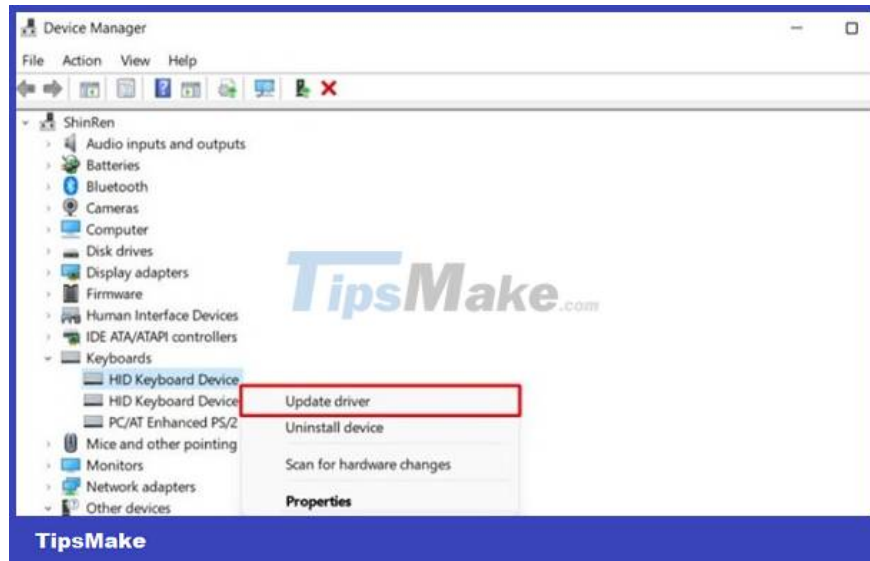 Device Manager
File Action View Help
ShinRen
Audio inputs and outputs
Batteries
Bluetooth
Cameras
Computer
Disk drives
Display adapters
Firmware
Human Interface Devices
IDE ATA/ATAPI controllers
Keyboards
HID Keyboard Device
HID Keyboard Device
PC/AT Enhanced PS/2
Mice and other pointing
Monitors
Network adapters
Other devices
Update driver
Uninstall device
Scan for hardware changes
Properties
TipsMake.com
TipsMake